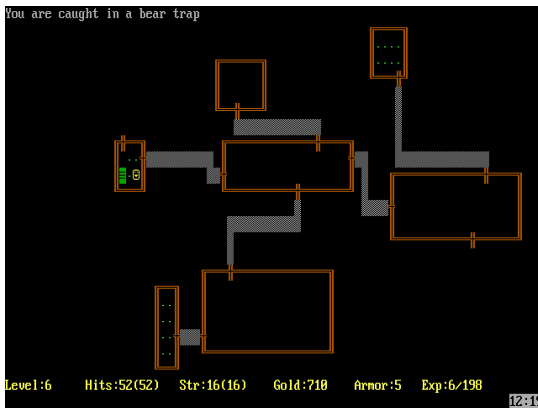 You are caught in a bear trap
Level:6 Hits:52(52) Str:16(16) Gold:710 Armor:5 Exp:6/198